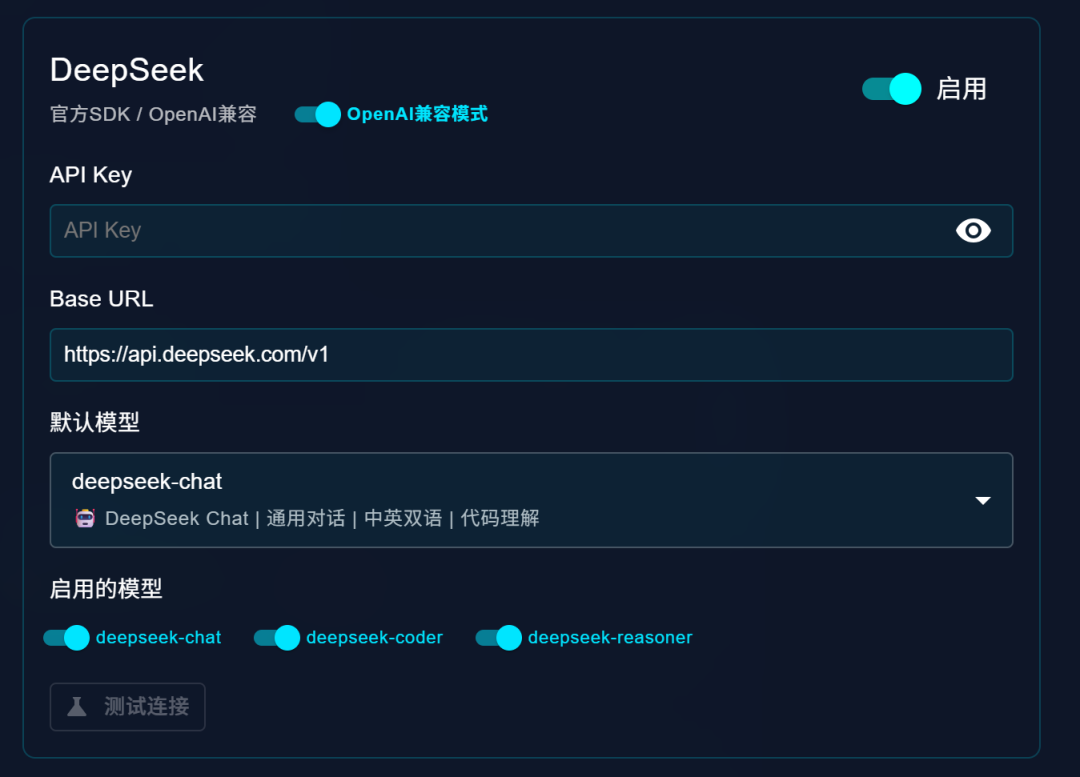 DeepSeek
启用
官方SDK / OpenAI兼容 OpenAI兼容模式
API Key
API Key
Base URL
https://api.deepseek.com/v1
默认模型
deepseek-chat
DeepSeek Chat | 通用对话 | 中英双语 | 代码理解
启用的模型
deepseek-chat deepseek-coder deepseek-reasoner
测试连接